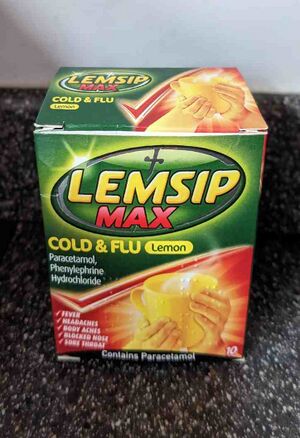 LEMSIP
MAX
COLD & FLU
Lemon
LEMSIP
MAX
COLD & FLU Lemon
Paracetamol,
Phenylephrine
Hydrochloride
✓ FEVER
✓ HEADACHES
✓ BODY ACHES
✓ BLOCKED NOSE
✓ SORE THROAT
10
Contains Paracetamol